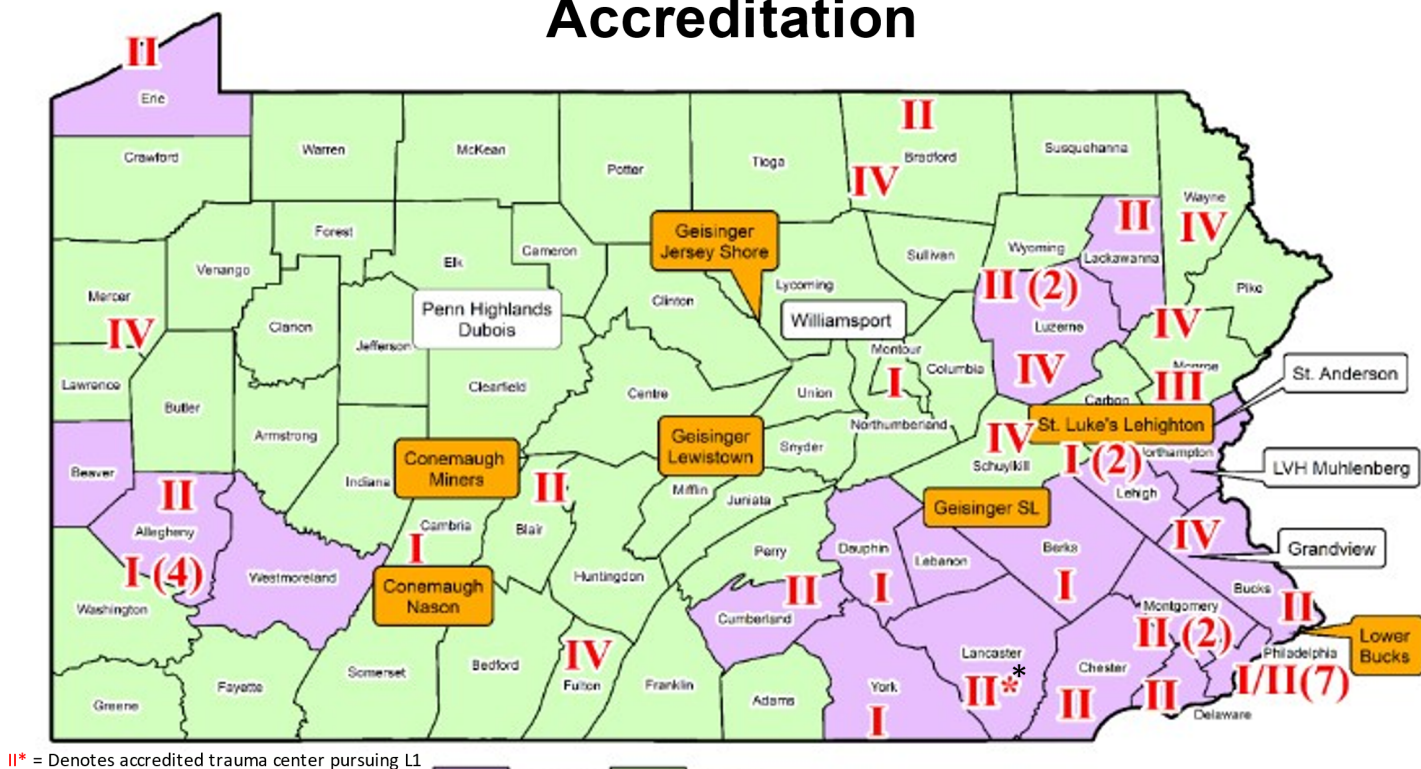 Accreditation
II
Erie
Crawford
Warren
McKean
Potter
Tioga
II
Bradford
IV
Susquehanna
Wayne
IV
II
Lackawanna
Wyoming
Sullivan
Forest
Venango
Elk
Cameron
Geisinger
Jersey Shore
Lycoming
Clinton
Mercer
IV
Clarion
Jefferson
Penn Highlands
Dubois
Williamsport
II (2)
Luzerne
IV
Pike
IV
Monroe
III
St. Anderson
Lawrence
Butler
Armstrong
Clearfield
Centre
Union
Montour
I
Columbia
Northumberland
Snyder
Carbon
St. Luke's Lehighton
IV
Schuylkill
I (2)
Northampton
Lehigh
LVH Muhlenberg
Beaver
II
Allegheny
I (4)
Indiana
Conemaugh
Miners
Cambria
I
II
Blair
Geisinger
Lewistown
Mifflin
Juniata
Geisinger SL
IV
Grandview
Washington
Westmoreland
Conemaugh
Nason
Huntingdon
Perry
II
Cumberland
Dauphin
I
Lebanon
Berks
I
Bucks
II
Montgomery
II (2)
Lower
Bucks
Philadelphia
I/II(7)
Greene
Fayette
Somerset
Bedford
IV
Fulton
Franklin
Adams
York
I
Lancaster
II*
*
Chester
II
II
Delaware
II* = Denotes accredited trauma center pursuing L1